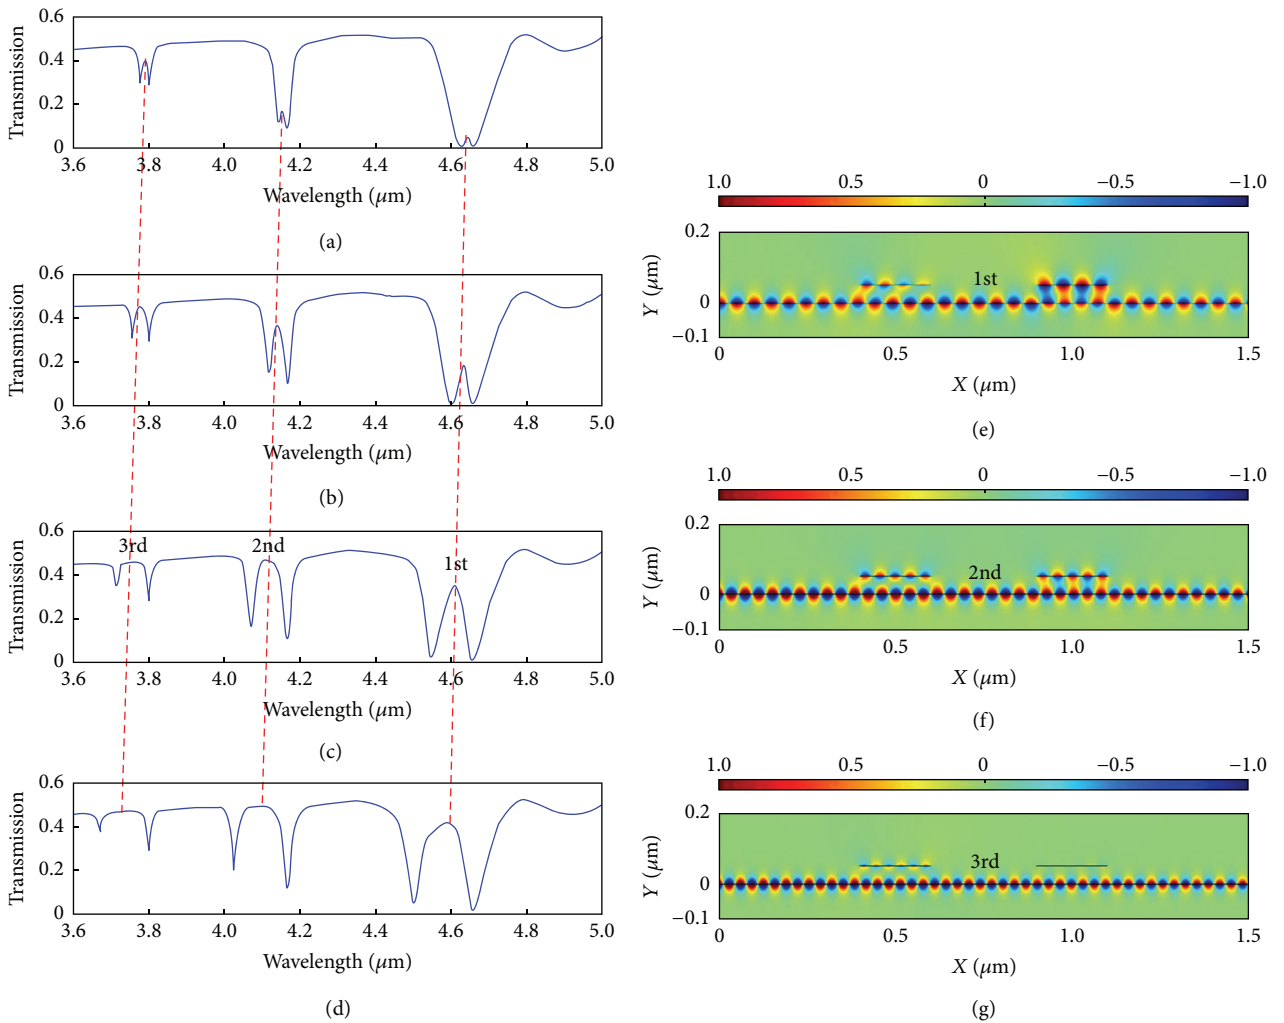 0.6
0.4
0.2
0
Transmission
3.6 3.8 4.0 4.2 4.4 4.6 4.8 5.0
Wavelength (μm)
(a)
0.6
0.4
0.2
0
Transmission
3.6 3.8 4.0 4.2 4.4 4.6 4.8 5.0
Wavelength (μm)
(b)
0.6
0.4
0.2
0
Transmission
3rd 2nd 1st
3.6 3.8 4.0 4.2 4.4 4.6 4.8 5.0
Wavelength (μm)
(c)
0.6
0.4
0.2
0
Transmission
3.6 3.8 4.0 4.2 4.4 4.6 4.8 5.0
Wavelength (μm)
(d)
1.0 0.5 0 −0.5 −1.0
0.2
0
−0.1
Y (μm)
1st
0 0.5 1.0 1.5
X (μm)
(e)
1.0 0.5 0 −0.5 −1.0
0.2
0
−0.1
Y (μm)
2nd
0 0.5 1.0 1.5
X (μm)
(f)
1.0 0.5 0 −0.5 −1.0
0.2
0
−0.1
Y (μm)
3rd
0 0.5 1.0 1.5
X (μm)
(g)